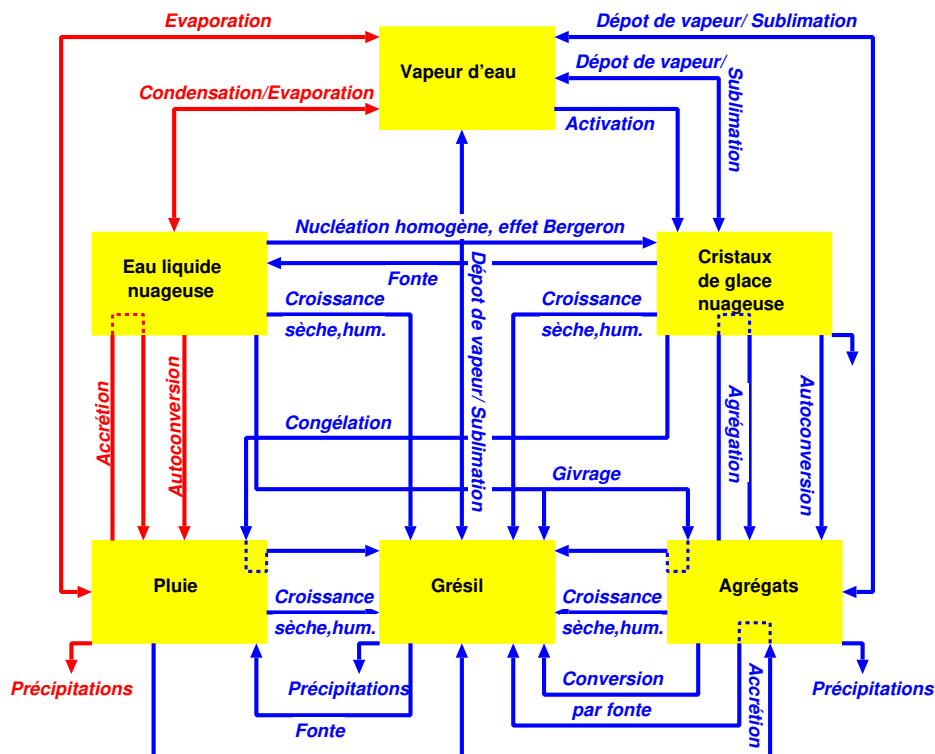 Evaporation
Dépot de vapeur/ Sublimation
Vapeur d'eau
Dépot de vapeur/
Sublimation
Condensation/Evaporation
Activation
Nucléation homogène, effet Bergeron
Eau liquide
nuageuse
Cristaux
de glace
nuageuse
Fonte
Dépôt de vapeur/ Sublimation
Croissance
sèche,hum.
Croissance
sèche,hum.
Accrétion
Autoconversion
Agrégation
Autoconversion
Congélation
Givrage
Pluie
Grésil
Agrégats
Croissance
sèche,hum.
Croissance
sèche,hum.
Précipitations
Précipitations
Conversion
par fonte
Accrétion
Précipitations
Fonte